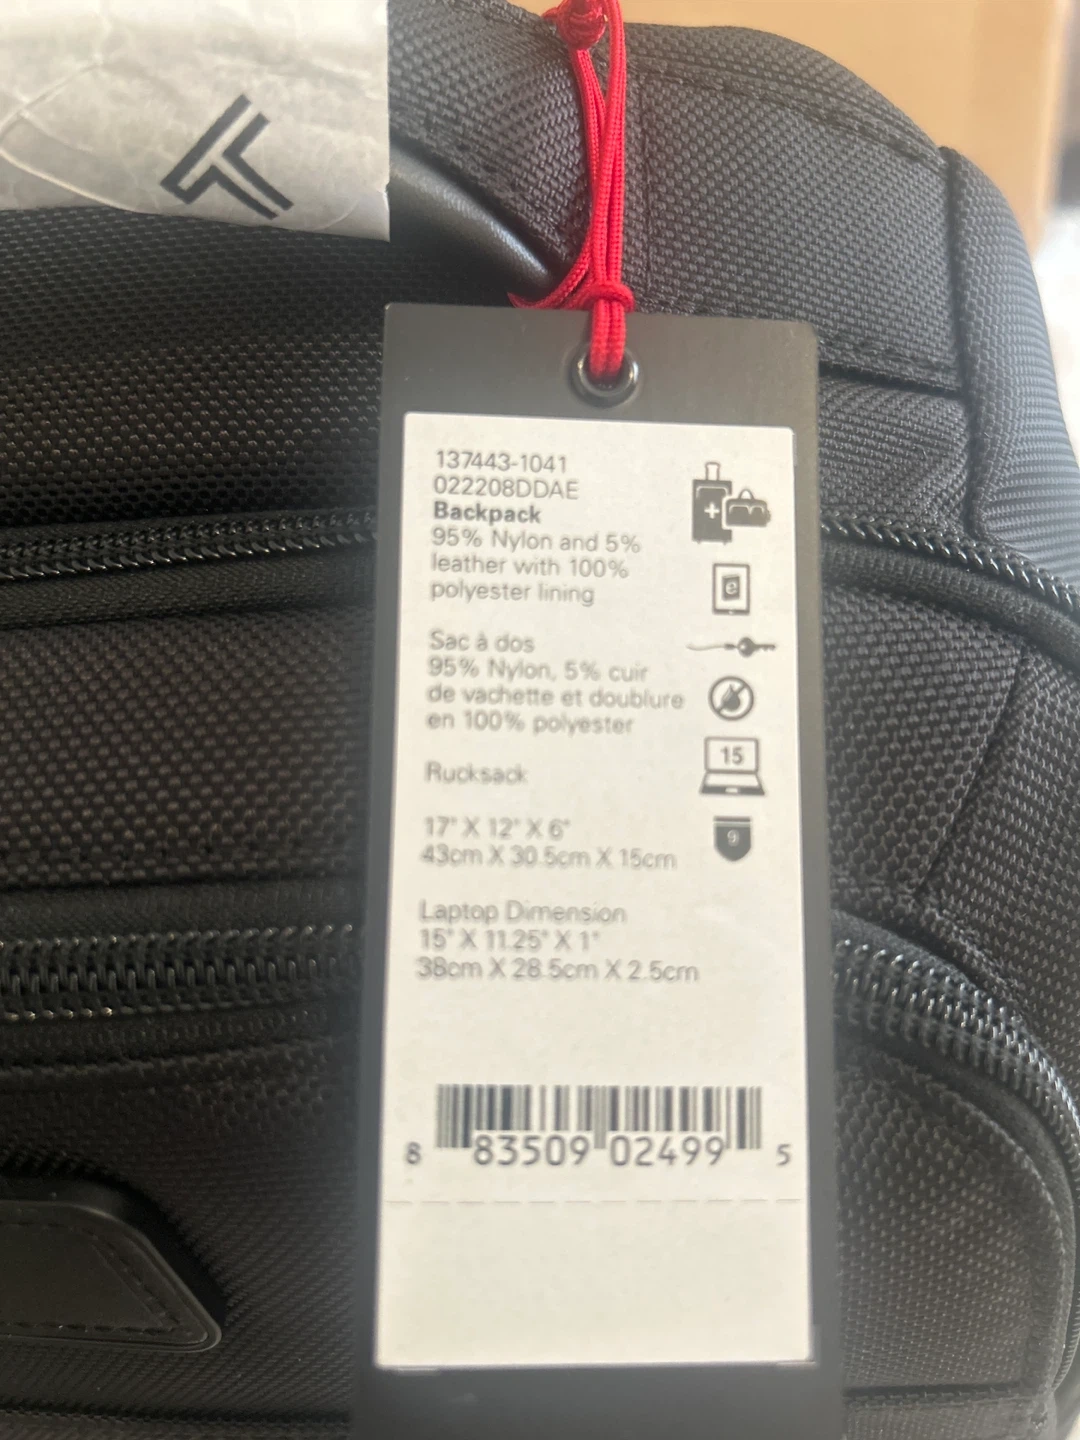 137443-1041
022208DDAE
Backpack
95% Nylon and 5%
leather with 100%
polyester lining
Sac à dos
95% Nylon, 5% cuir
de vachette et doublure
en 100% polyester
Rucksack
17" X 12" X 6"
43cm X 30.5cm X 15cm
Laptop Dimension
15" X 11.25" X 1"
38cm X 28.5cm X 2.5cm
8 83509 02499 5
e
15
9